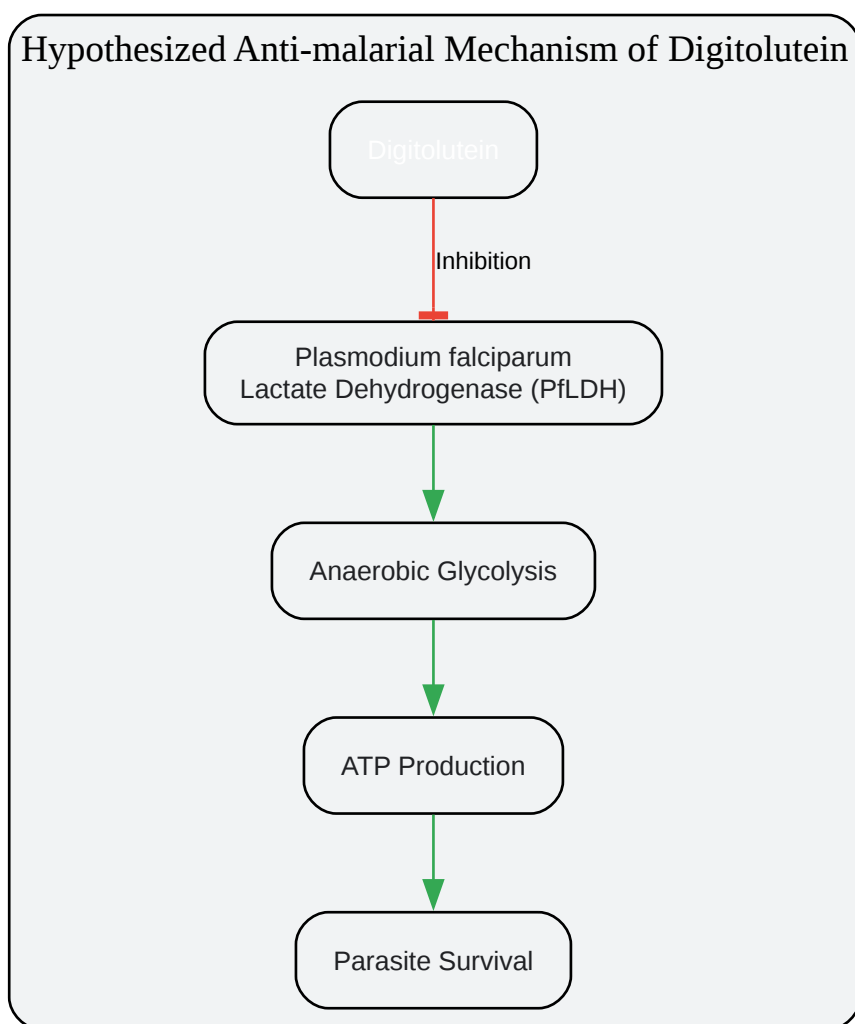 Hypothesized Anti-malarial Mechanism of Digitolutein
Digitolutein
Inhibition
Plasmodium falciparum
Lactate Dehydrogenase (PfLDH)
Anaerobic Glycolysis
ATP Production
Parasite Survival